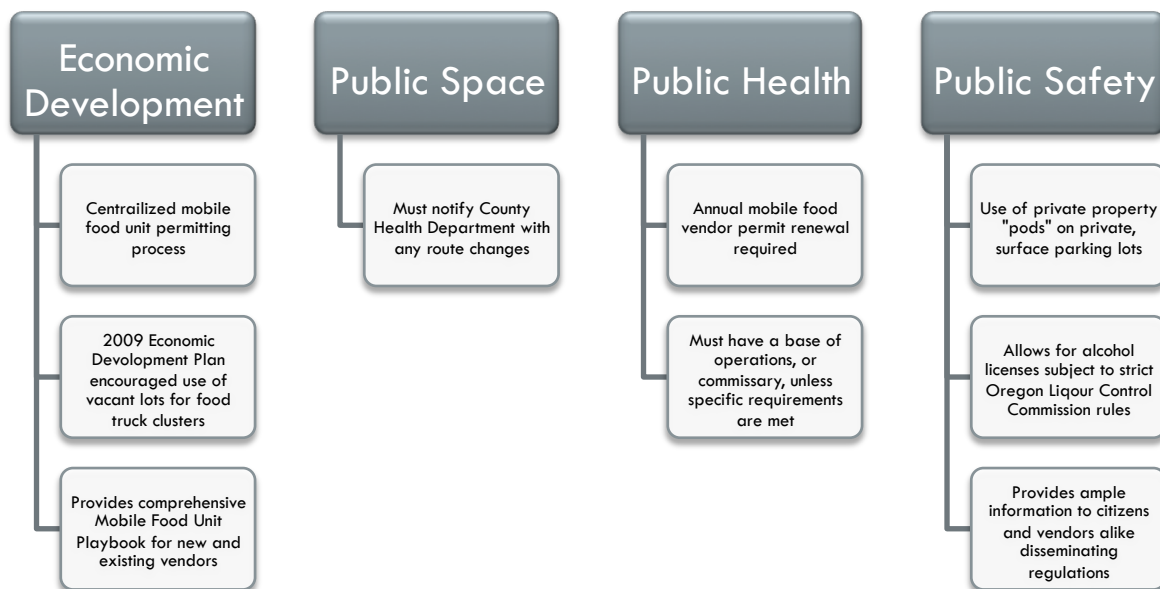 Economic
Development
Centrailized mobile
food unit permitting
process
2009 Economic
Devolopment Plan
encouraged use of
vacant lots for food
truck clusters
Provides comprehensive
Mobile Food Unit
Playbook for new and
existing vendors
Public Space
Must notify County
Health Department with
any route changes
Public Health
Annual mobile food
vendor permit renewal
required
Must have a base of
operations, or
commissary, unless
specific requirements
are met
Public Safety
Use of private property
"pods" on private,
surface parking lots
Allows for alcohol
licenses subject to strict
Oregon Liqour Control
Commission rules
Provides ample
information to citizens
and vendors alike
disseminating
regulations